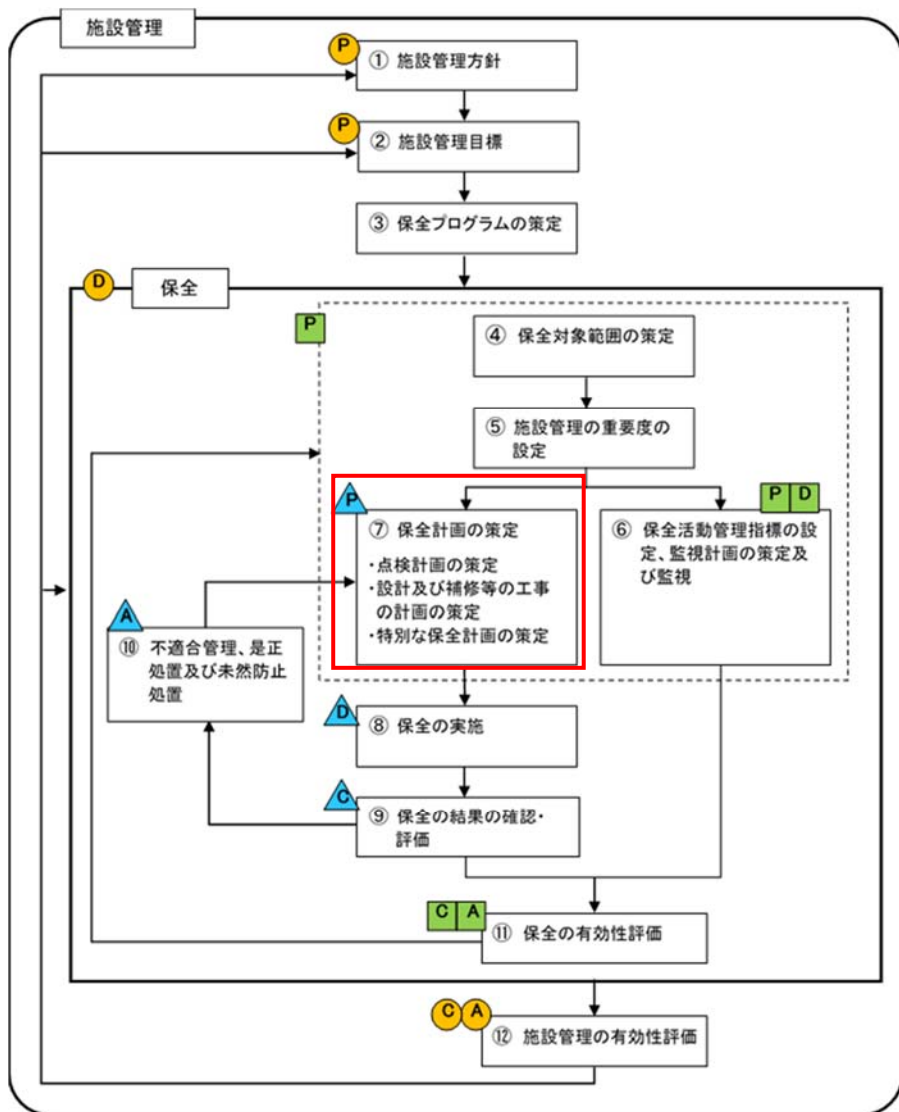 施設管理
P
① 施設管理方針
P
② 施設管理目標
③ 保全プログラムの策定
D
保全
P
④ 保全対象範囲の策定
⑤ 施設管理の重要度の
設定
P
⑦ 保全計画の策定
・点検計画の策定
・設計及び補修等の工事
の計画の策定
・特別な保全計画の策定
P D
⑥ 保全活動管理指標の設
定、監視計画の策定及
び監視
A
⑩ 不適合管理、是正
処置及び未然防止
処置
D
⑧ 保全の実施
C
⑨ 保全の結果の確認・
評価
C A
⑪ 保全の有効性評価
C A
⑫ 施設管理の有効性評価